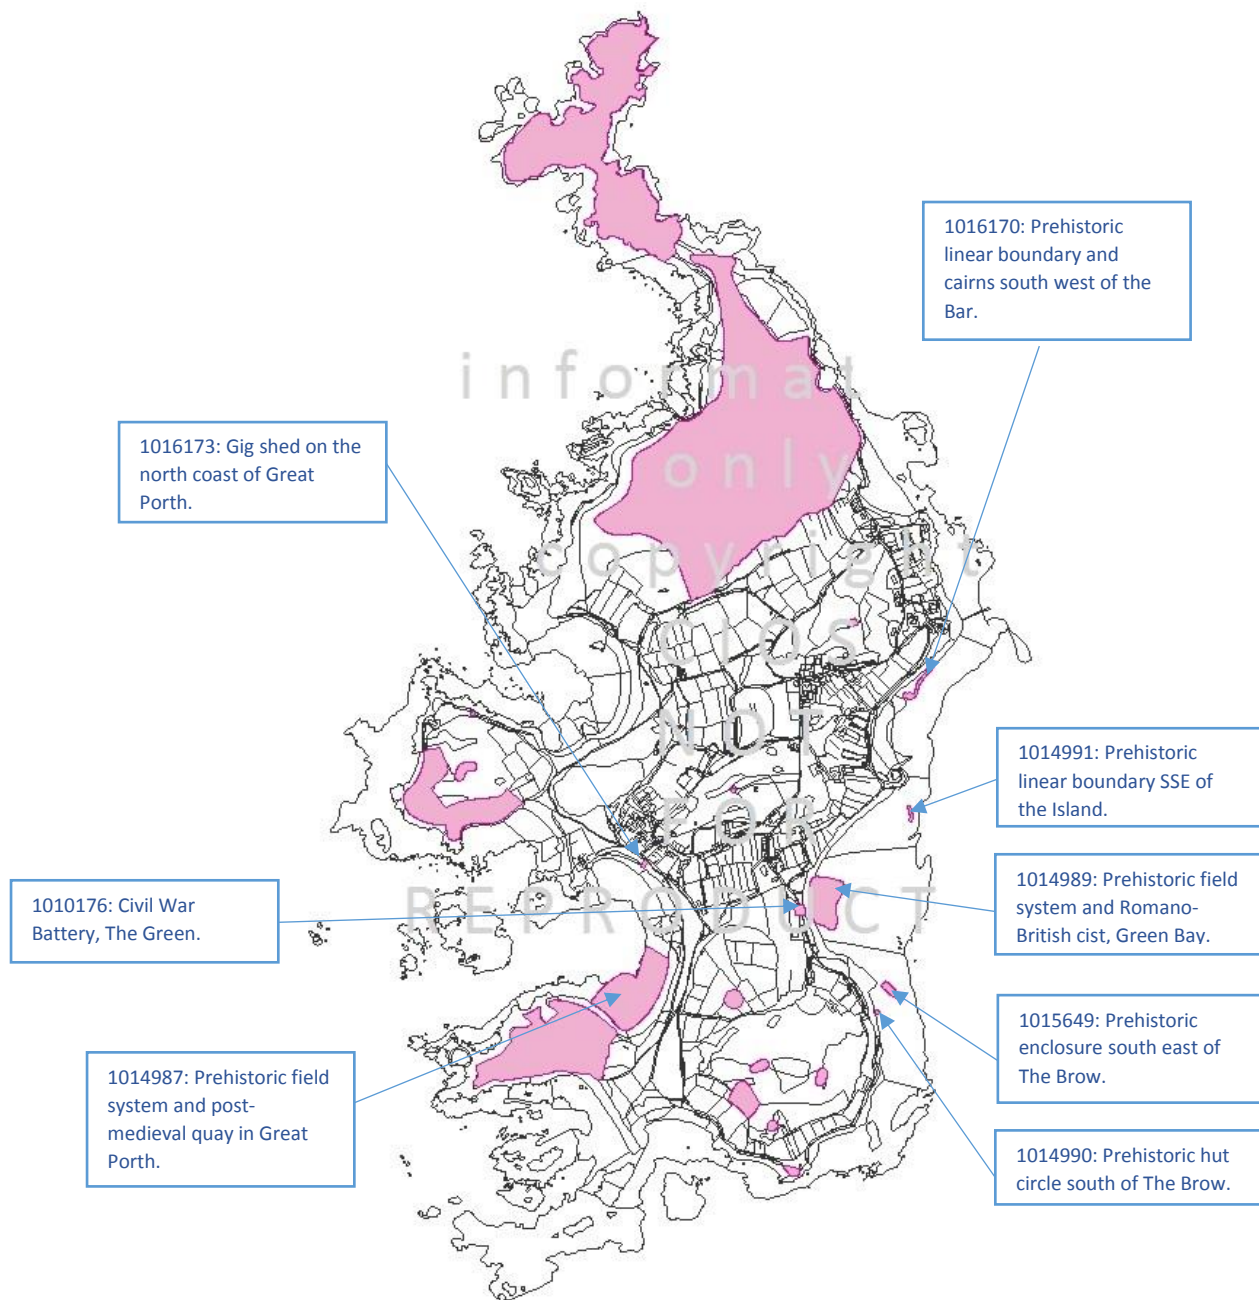 1016170: Prehistoric
linear boundary and
cairns south west of the
Bar.
1016173: Gig shed on the
north coast of Great
Porth.
informat
only
copyright
CIOS
NOT
FOR
REPRODUCT
1014991: Prehistoric
linear boundary SSE of
the Island.
1014989: Prehistoric field
system and Romano-
British cist, Green Bay.
1010176: Civil War
Battery, The Green.
1015649: Prehistoric
enclosure south east of
The Brow.
1014987: Prehistoric field
system and post-
medieval quay in Great
Porth.
1014990: Prehistoric hut
circle south of The Brow.